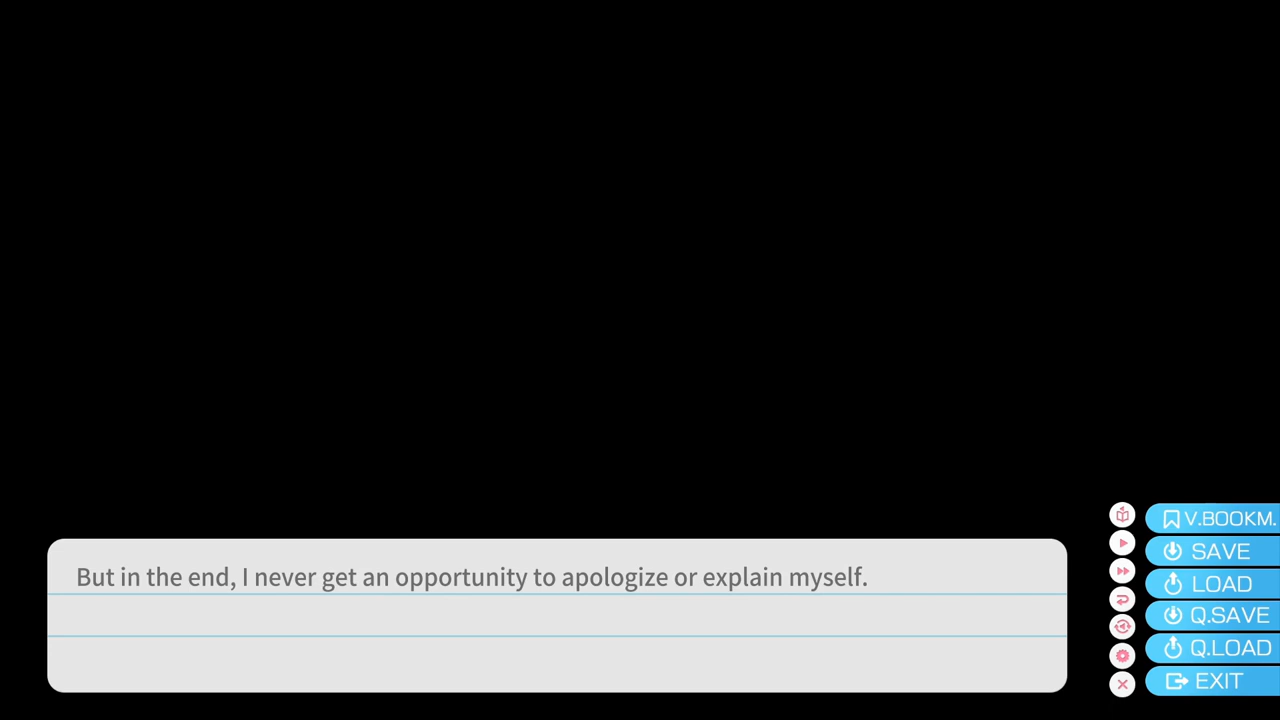 But in the end, I never get an opportunity to apologize or explain myself.
V.BOOKM.
SAVE
LOAD
Q.SAVE
Q.LOAD
EXIT